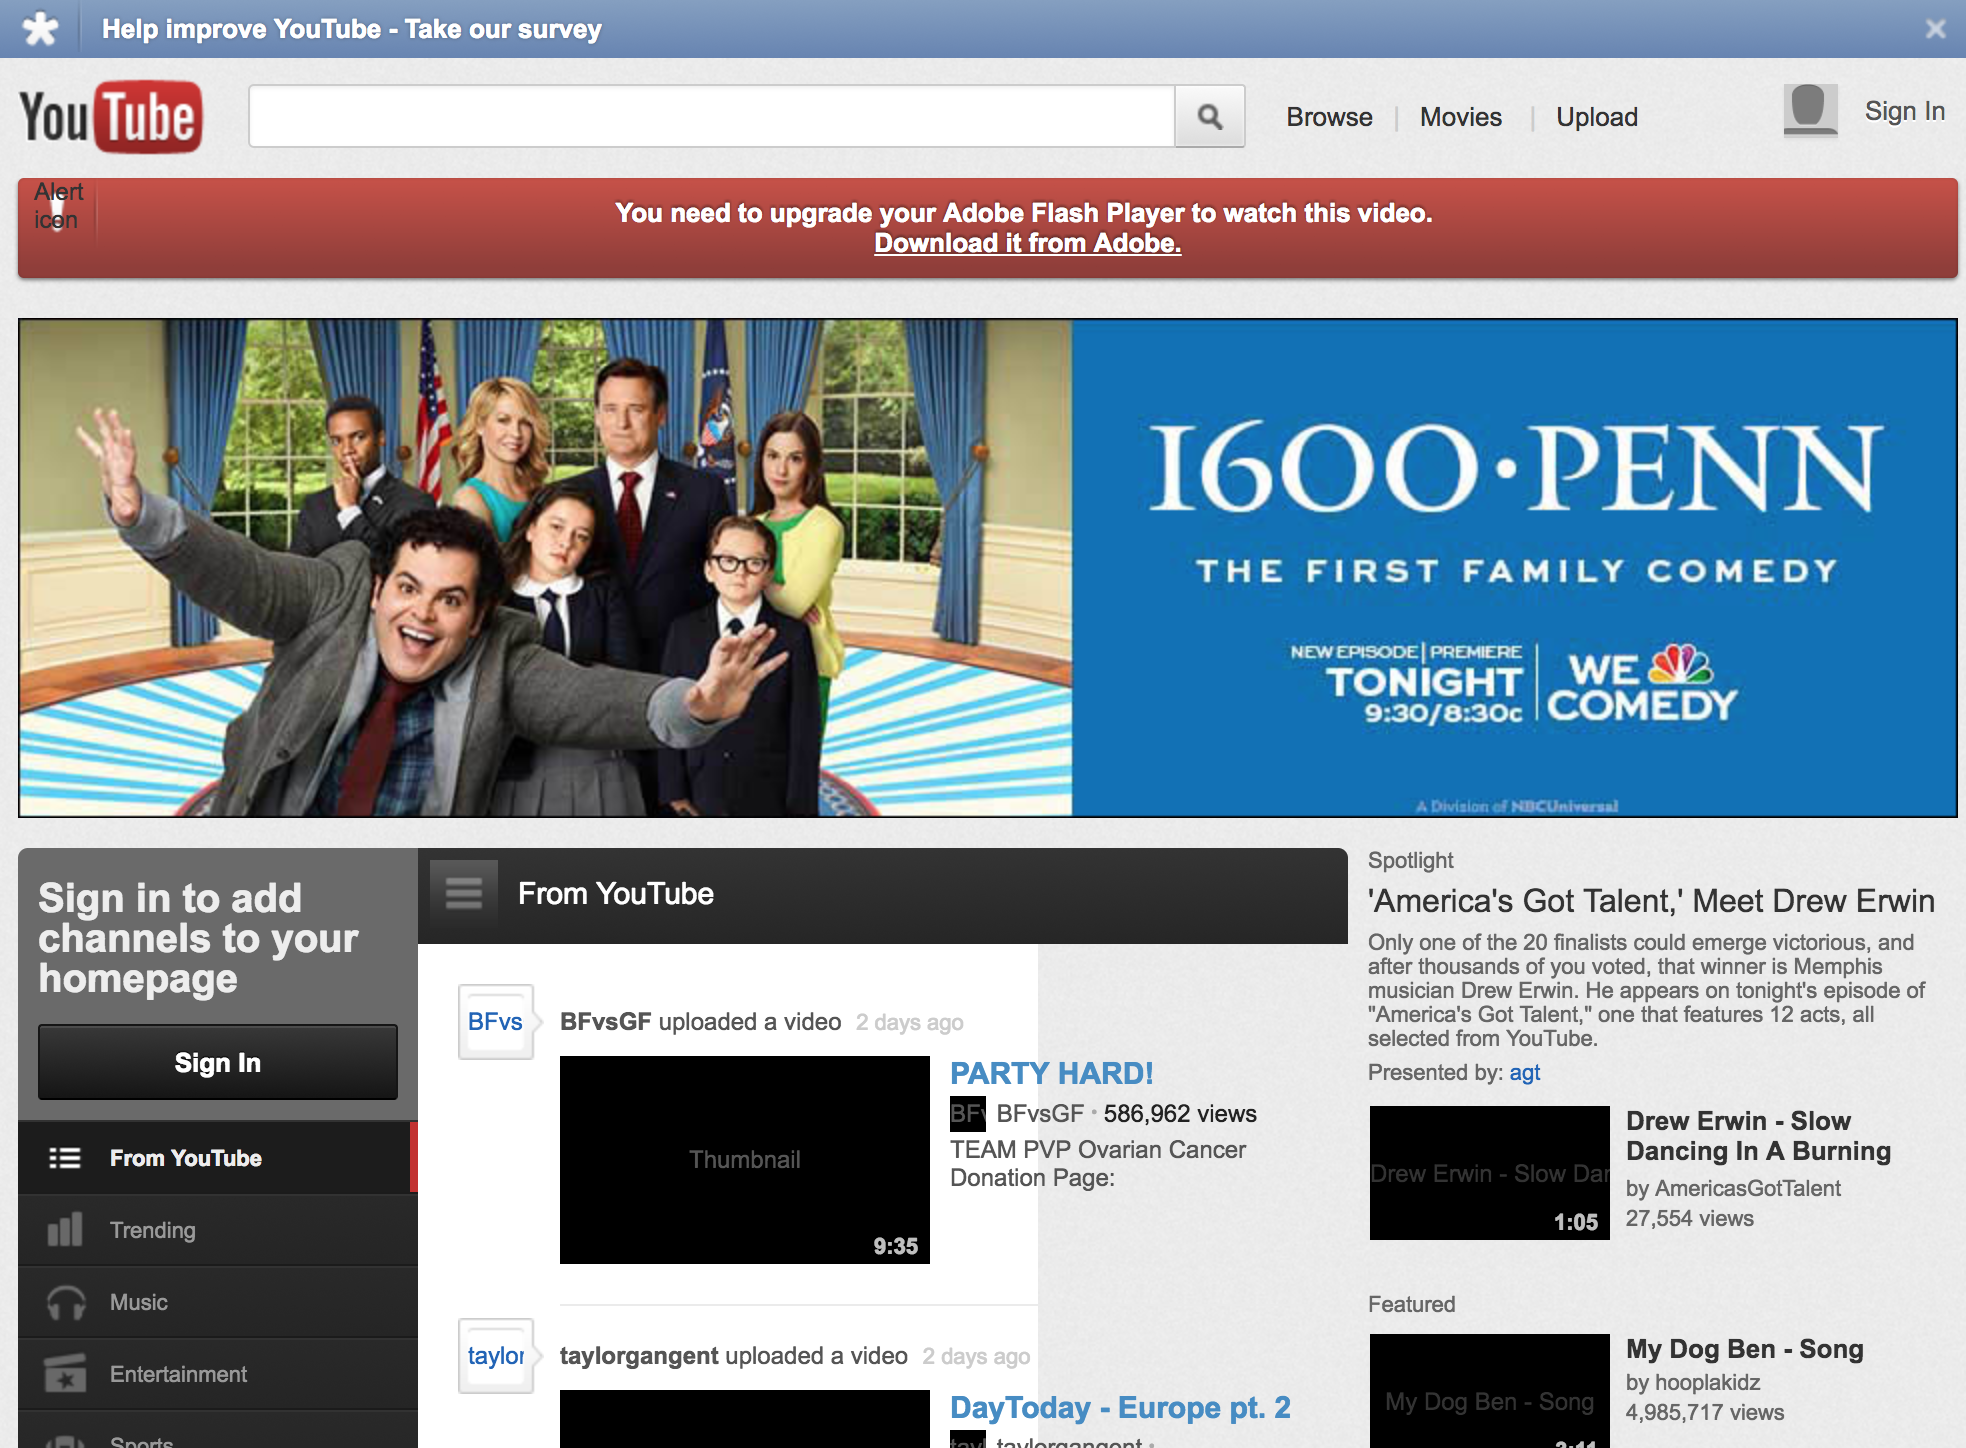 Help improve YouTube - Take our survey
YouTube
Browse
Movies
Upload
Sign In
Alert
icon
You need to upgrade your Adobe Flash Player to watch this video.
Download it from Adobe.
1600·PENN
THE FIRST FAMILY COMEDY
NEW EPISODE | PREMIERE
TONIGHT
9:30/8:30c
WE
COMEDY
A Division of NBCUniversal
Sign in to add
channels to your
homepage
Sign In
From YouTube
Trending
Music
Entertainment
Sports
From YouTube
BFvs
BFvsGF uploaded a video 2 days ago
Thumbnail
9:35
PARTY HARD!
BFv BFvsGF • 586,962 views
TEAM PVP Ovarian Cancer
Donation Page:
taylor
taylorgangent uploaded a video 2 days ago
DayToday - Europe pt. 2
tayl taylorgangent •
Spotlight
'America's Got Talent,' Meet Drew Erwin
Only one of the 20 finalists could emerge victorious, and
after thousands of you voted, that winner is Memphis
musician Drew Erwin. He appears on tonight's episode of
"America's Got Talent," one that features 12 acts, all
selected from YouTube.
Presented by: agt
Drew Erwin - Slow Dar
1:05
Drew Erwin - Slow
Dancing In A Burning
by AmericasGotTalent
27,554 views
Featured
My Dog Ben - Song
My Dog Ben - Song
by hooplakidz
4,985,717 views